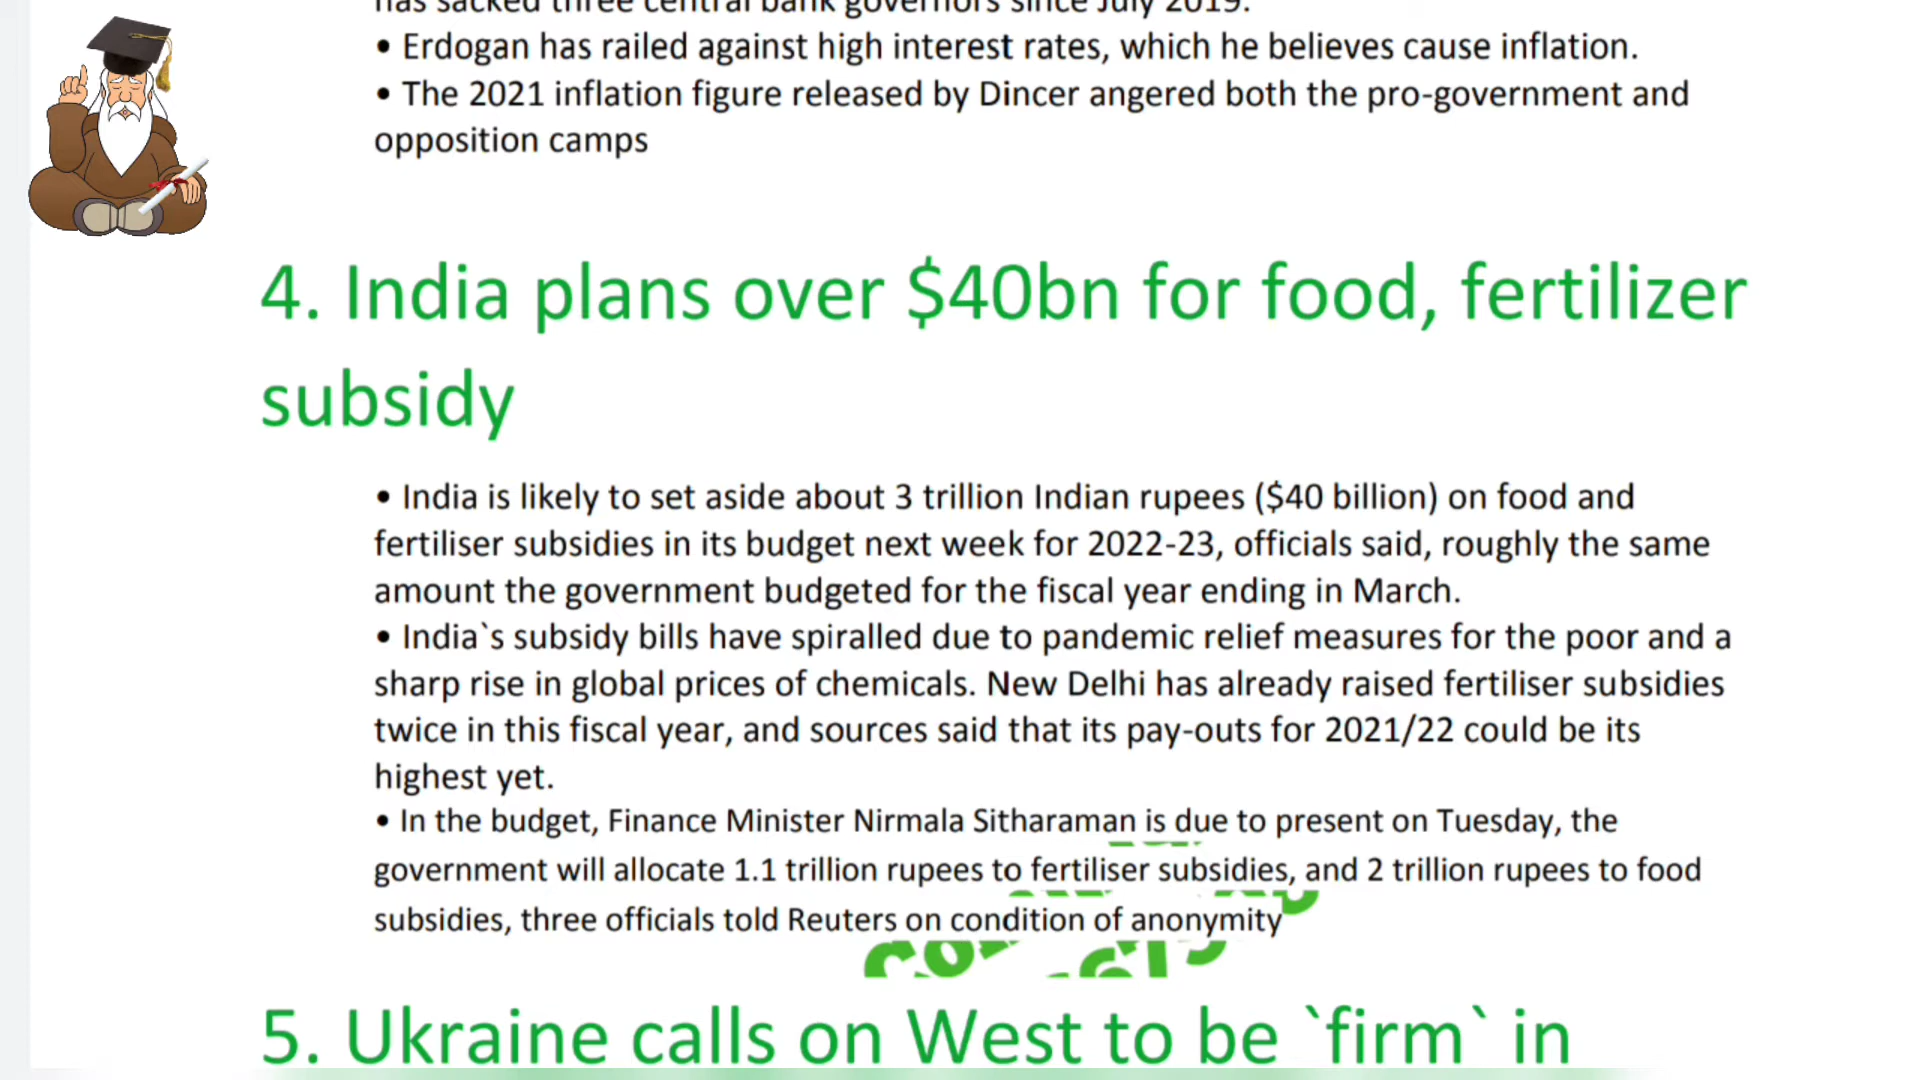 has sacked three central bank governors since July 2019.
• Erdogan has railed against high interest rates, which he believes cause inflation.
• The 2021 inflation figure released by Dincer angered both the pro-government and
opposition camps
4. India plans over $40bn for food, fertilizer
subsidy
• India is likely to set aside about 3 trillion Indian rupees ($40 billion) on food and
fertiliser subsidies in its budget next week for 2022-23, officials said, roughly the same
amount the government budgeted for the fiscal year ending in March.
• India`s subsidy bills have spiralled due to pandemic relief measures for the poor and a
sharp rise in global prices of chemicals. New Delhi has already raised fertiliser subsidies
twice in this fiscal year, and sources said that its pay-outs for 2021/22 could be its
highest yet.
• In the budget, Finance Minister Nirmala Sitharaman is due to present on Tuesday, the
government will allocate 1.1 trillion rupees to fertiliser subsidies, and 2 trillion rupees to food
subsidies, three officials told Reuters on condition of anonymity
5. Ukraine calls on West to be `firm` in